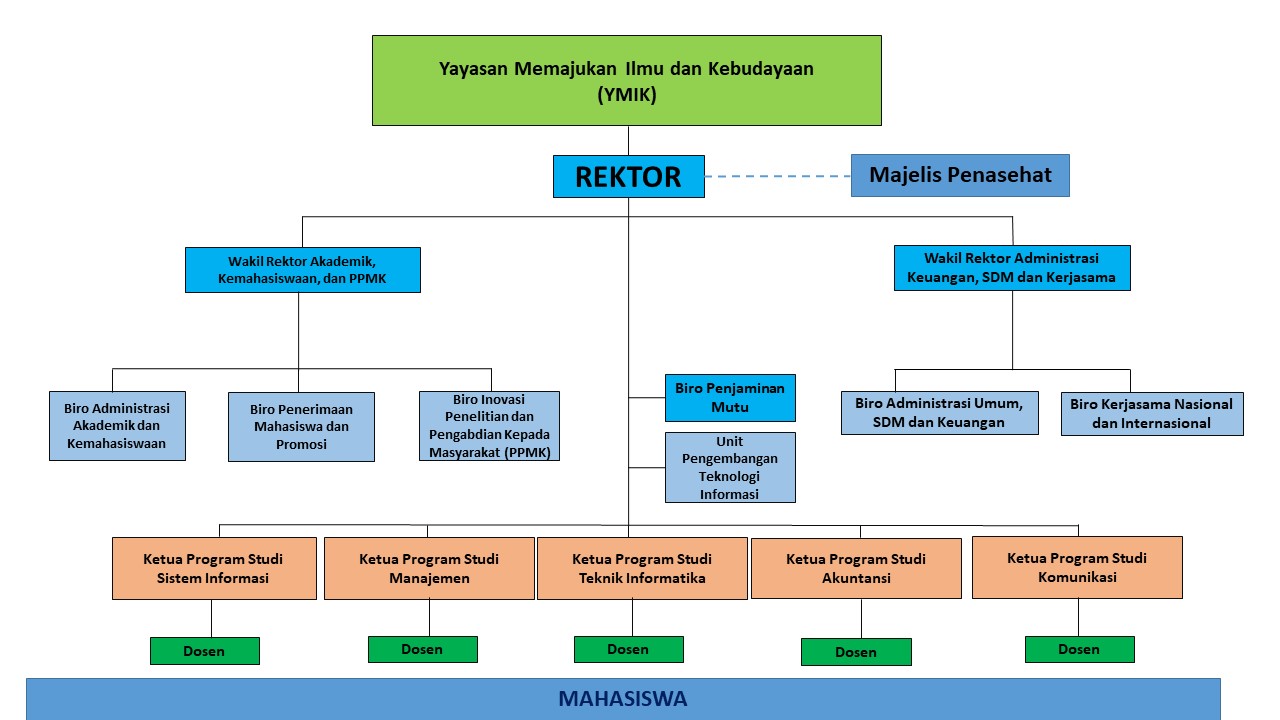 Yayasan Memajukan Ilmu dan Kebudayaan
(YMIK)
REKTOR
Majelis Penasehat
Wakil Rektor Akademik,
Kemahasiswaan, dan PPMK
Wakil Rektor Administrasi
Keuangan, SDM dan Kerjasama
Biro Administrasi
Akademik dan
Kemahasiswaan
Biro Penerimaan
Mahasiswa dan
Promosi
Biro Inovasi
Penelitian dan
Pengabdian Kepada
Masyarakat (PPMK)
Biro Penjaminan
Mutu
Unit
Pengembangan
Teknologi
Informasi
Biro Administrasi Umum,
SDM dan Keuangan
Biro Kerjasama Nasional
dan Internasional
Ketua Program Studi
Sistem Informasi
Ketua Program Studi
Manajemen
Ketua Program Studi
Teknik Informatika
Ketua Program Studi
Akuntansi
Ketua Program Studi
Komunikasi
Dosen
Dosen
Dosen
Dosen
Dosen
MAHASISWA